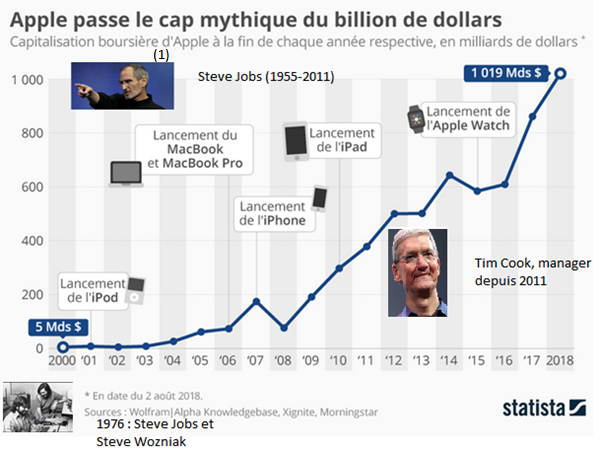 Apple passe le cap mythique du billion de dollars
Capitalisation boursière d'Apple à la fin de chaque année respective, en milliards de dollars *
(1)
Steve Jobs (1955-2011)
1 019 Mds $
1 000
800
600
400
200
0
Lancement du
MacBook
et MacBook Pro
Lancement
de l'iPad
Lancement de
l'Apple Watch
Lancement
de l'iPhone
Tim Cook, manager
depuis 2011
Lancement
de l'iPod
5 Mds $
2000 '01 '02 '03 '04 '05 '06 '07 '08 '09 '10 '11 '12 '13 '14 '15 '16 '17 2018
* En date du 2 août 2018.
Sources : Wolfram|Alpha Knowledgebase, Xignite, Morningstar
statista
1976 : Steve Jobs et
Steve Wozniak